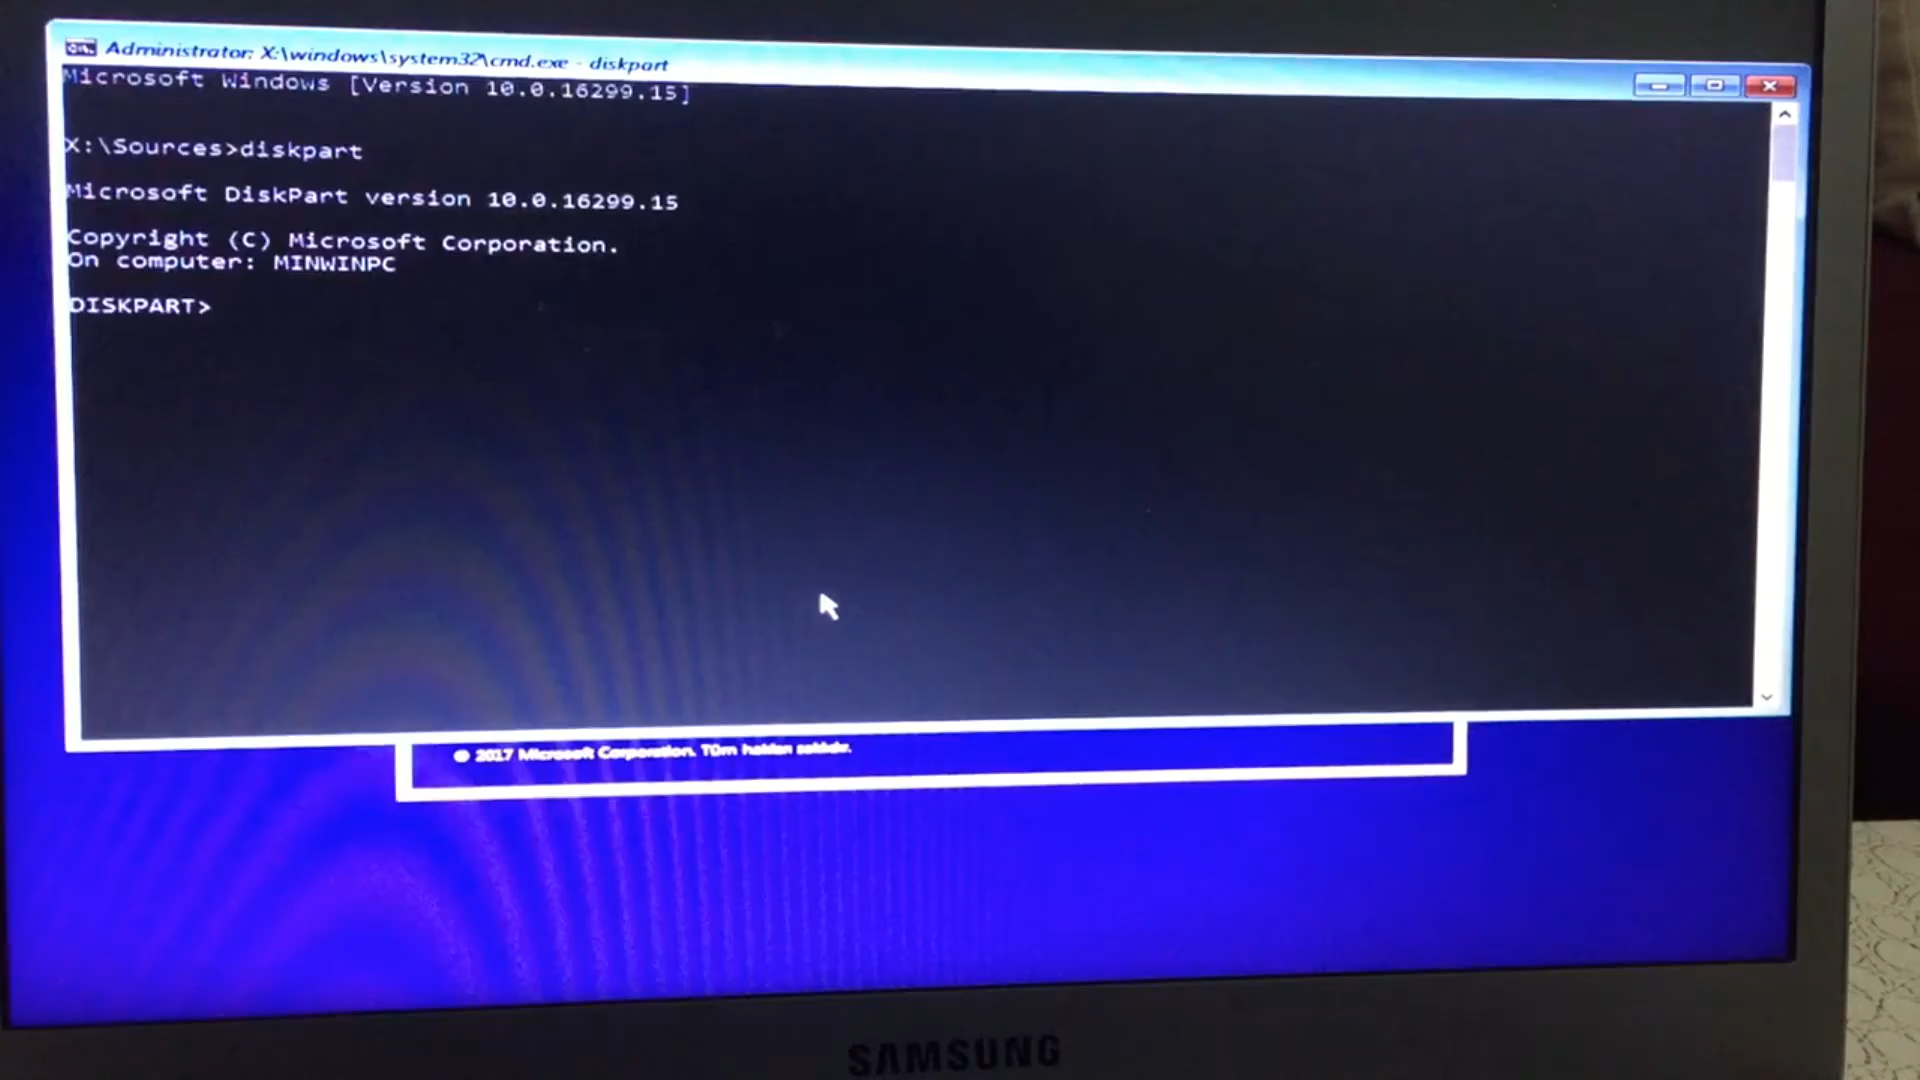 Administrator: X:\windows\system32\cmd.exe - diskpart
Microsoft Windows [Version 10.0.16299.15]
X:\Sources>diskpart
Microsoft DiskPart version 10.0.16299.15
Copyright (C) Microsoft Corporation.
On computer: MINWINPC
DISKPART>
© 2017 Microsoft Corporation. Tüm hakları saklıdır.
SAMSUNG